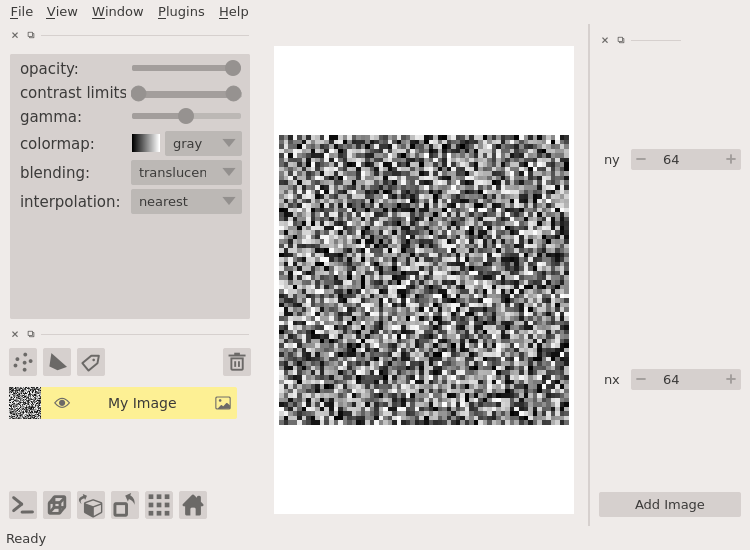 File View Window Plugins Help
opacity:
contrast limits
gamma:
colormap: gray
blending: translucen
interpolation: nearest
My Image
ny 64
nx 64
Add Image
Ready